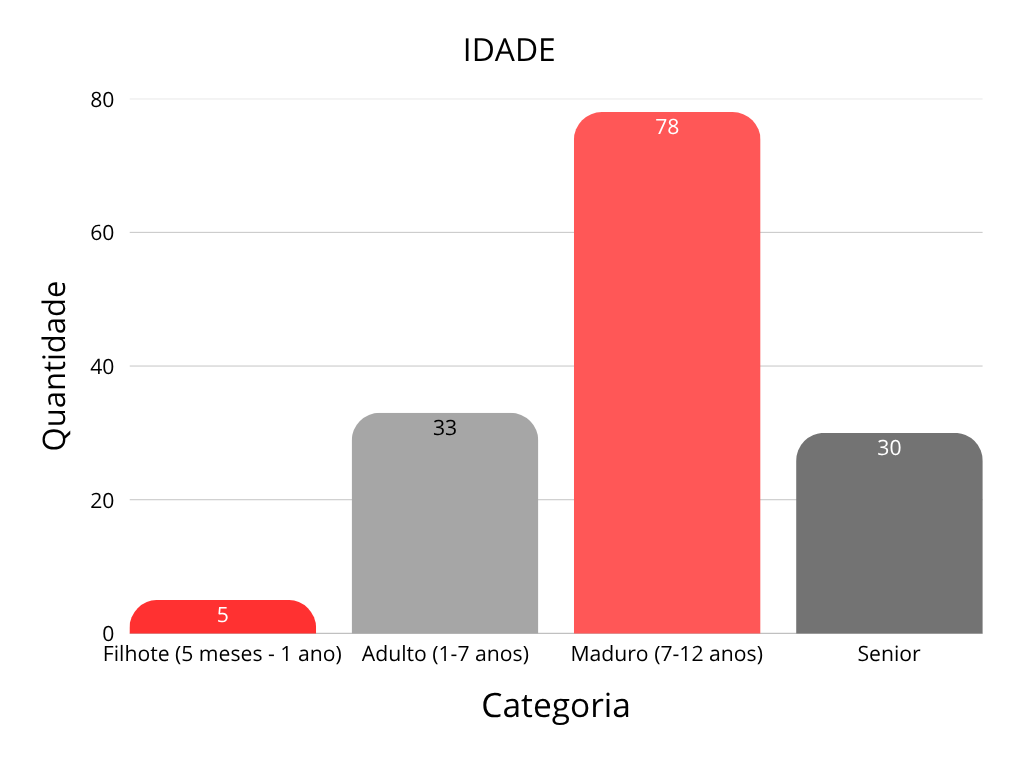 IDADE
80
60
40
20
0
Quantidade
5
33
78
30
Filhote (5 meses - 1 ano)
Adulto (1-7 anos)
Maduro (7-12 anos)
Senior
Categoria